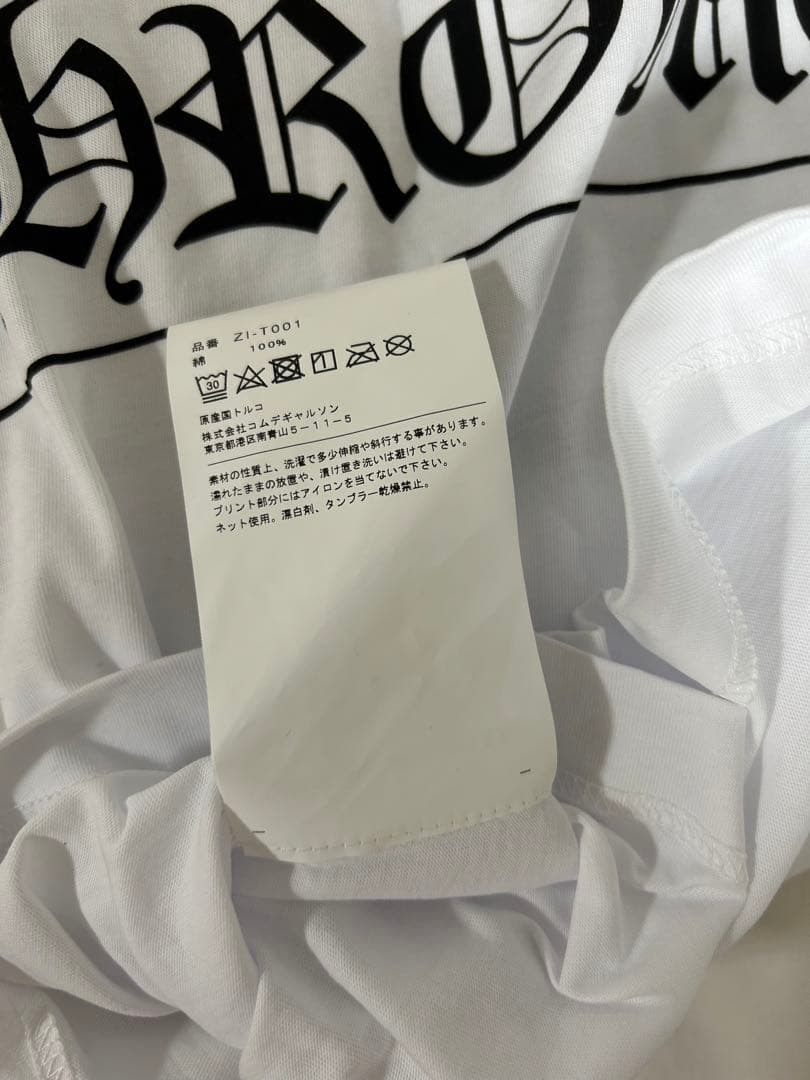 HROM
品番 ZI-T001
綿 100%
30
原産国トルコ
株式会社コムデギャルソン
東京都港区南青山5-11-5
素材の性質上、洗濯で多少伸縮や斜行する事があります。
濡れたままの放置や、漬け置き洗いは避けて下さい。
プリント部分にはアイロンを当てないで下さい。
ネット使用。漂白剤、タンブラー乾燥禁止。